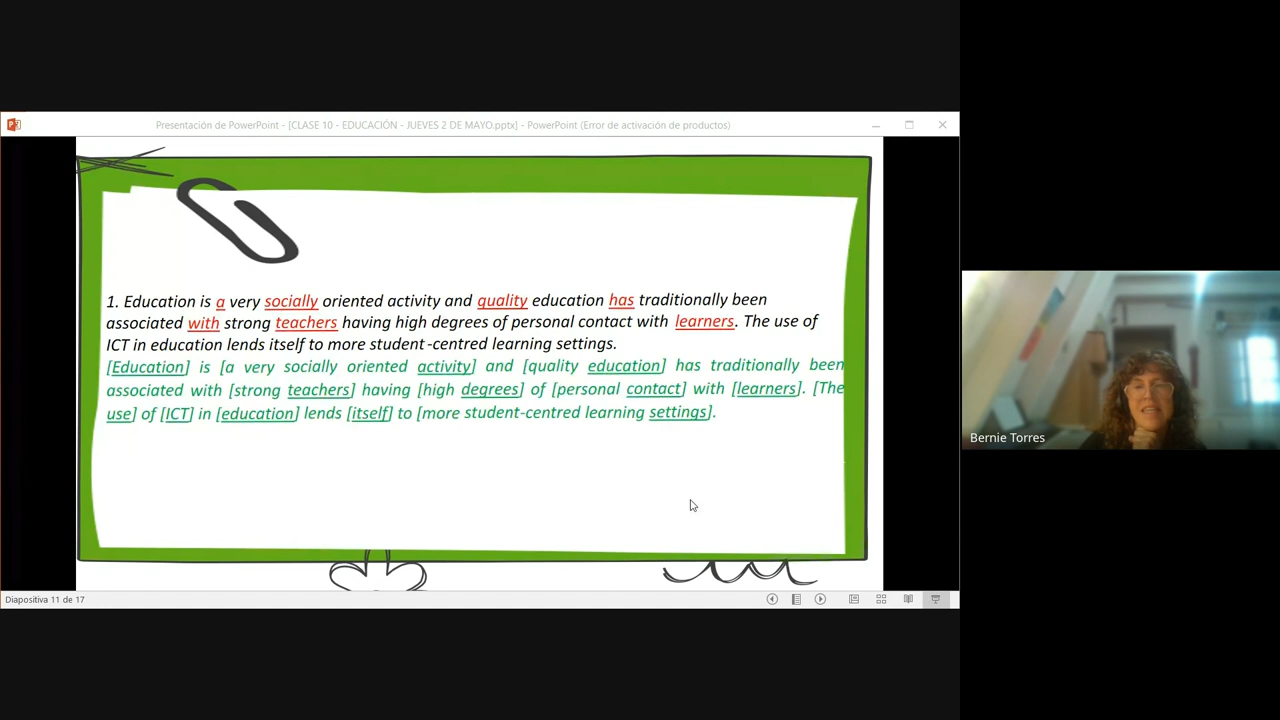 Presentación de PowerPoint - [CLASE 10 - EDUCACIÓN - JUEVES 2 DE MAYO.pptx] - PowerPoint (Error de activación de productos)
1. Education is a very socially oriented activity and quality education has traditionally been
associated with strong teachers having high degrees of personal contact with learners. The use of
ICT in education lends itself to more student-centred learning settings.
[Education] is [a very socially oriented activity] and [quality education] has traditionally been
associated with [strong teachers] having [high degrees] of [personal contact] with [learners]. [The
use] of [ICT] in [education] lends [itself] to [more student-centred learning settings].
Bernie Torres
Diapositiva 11 de 17